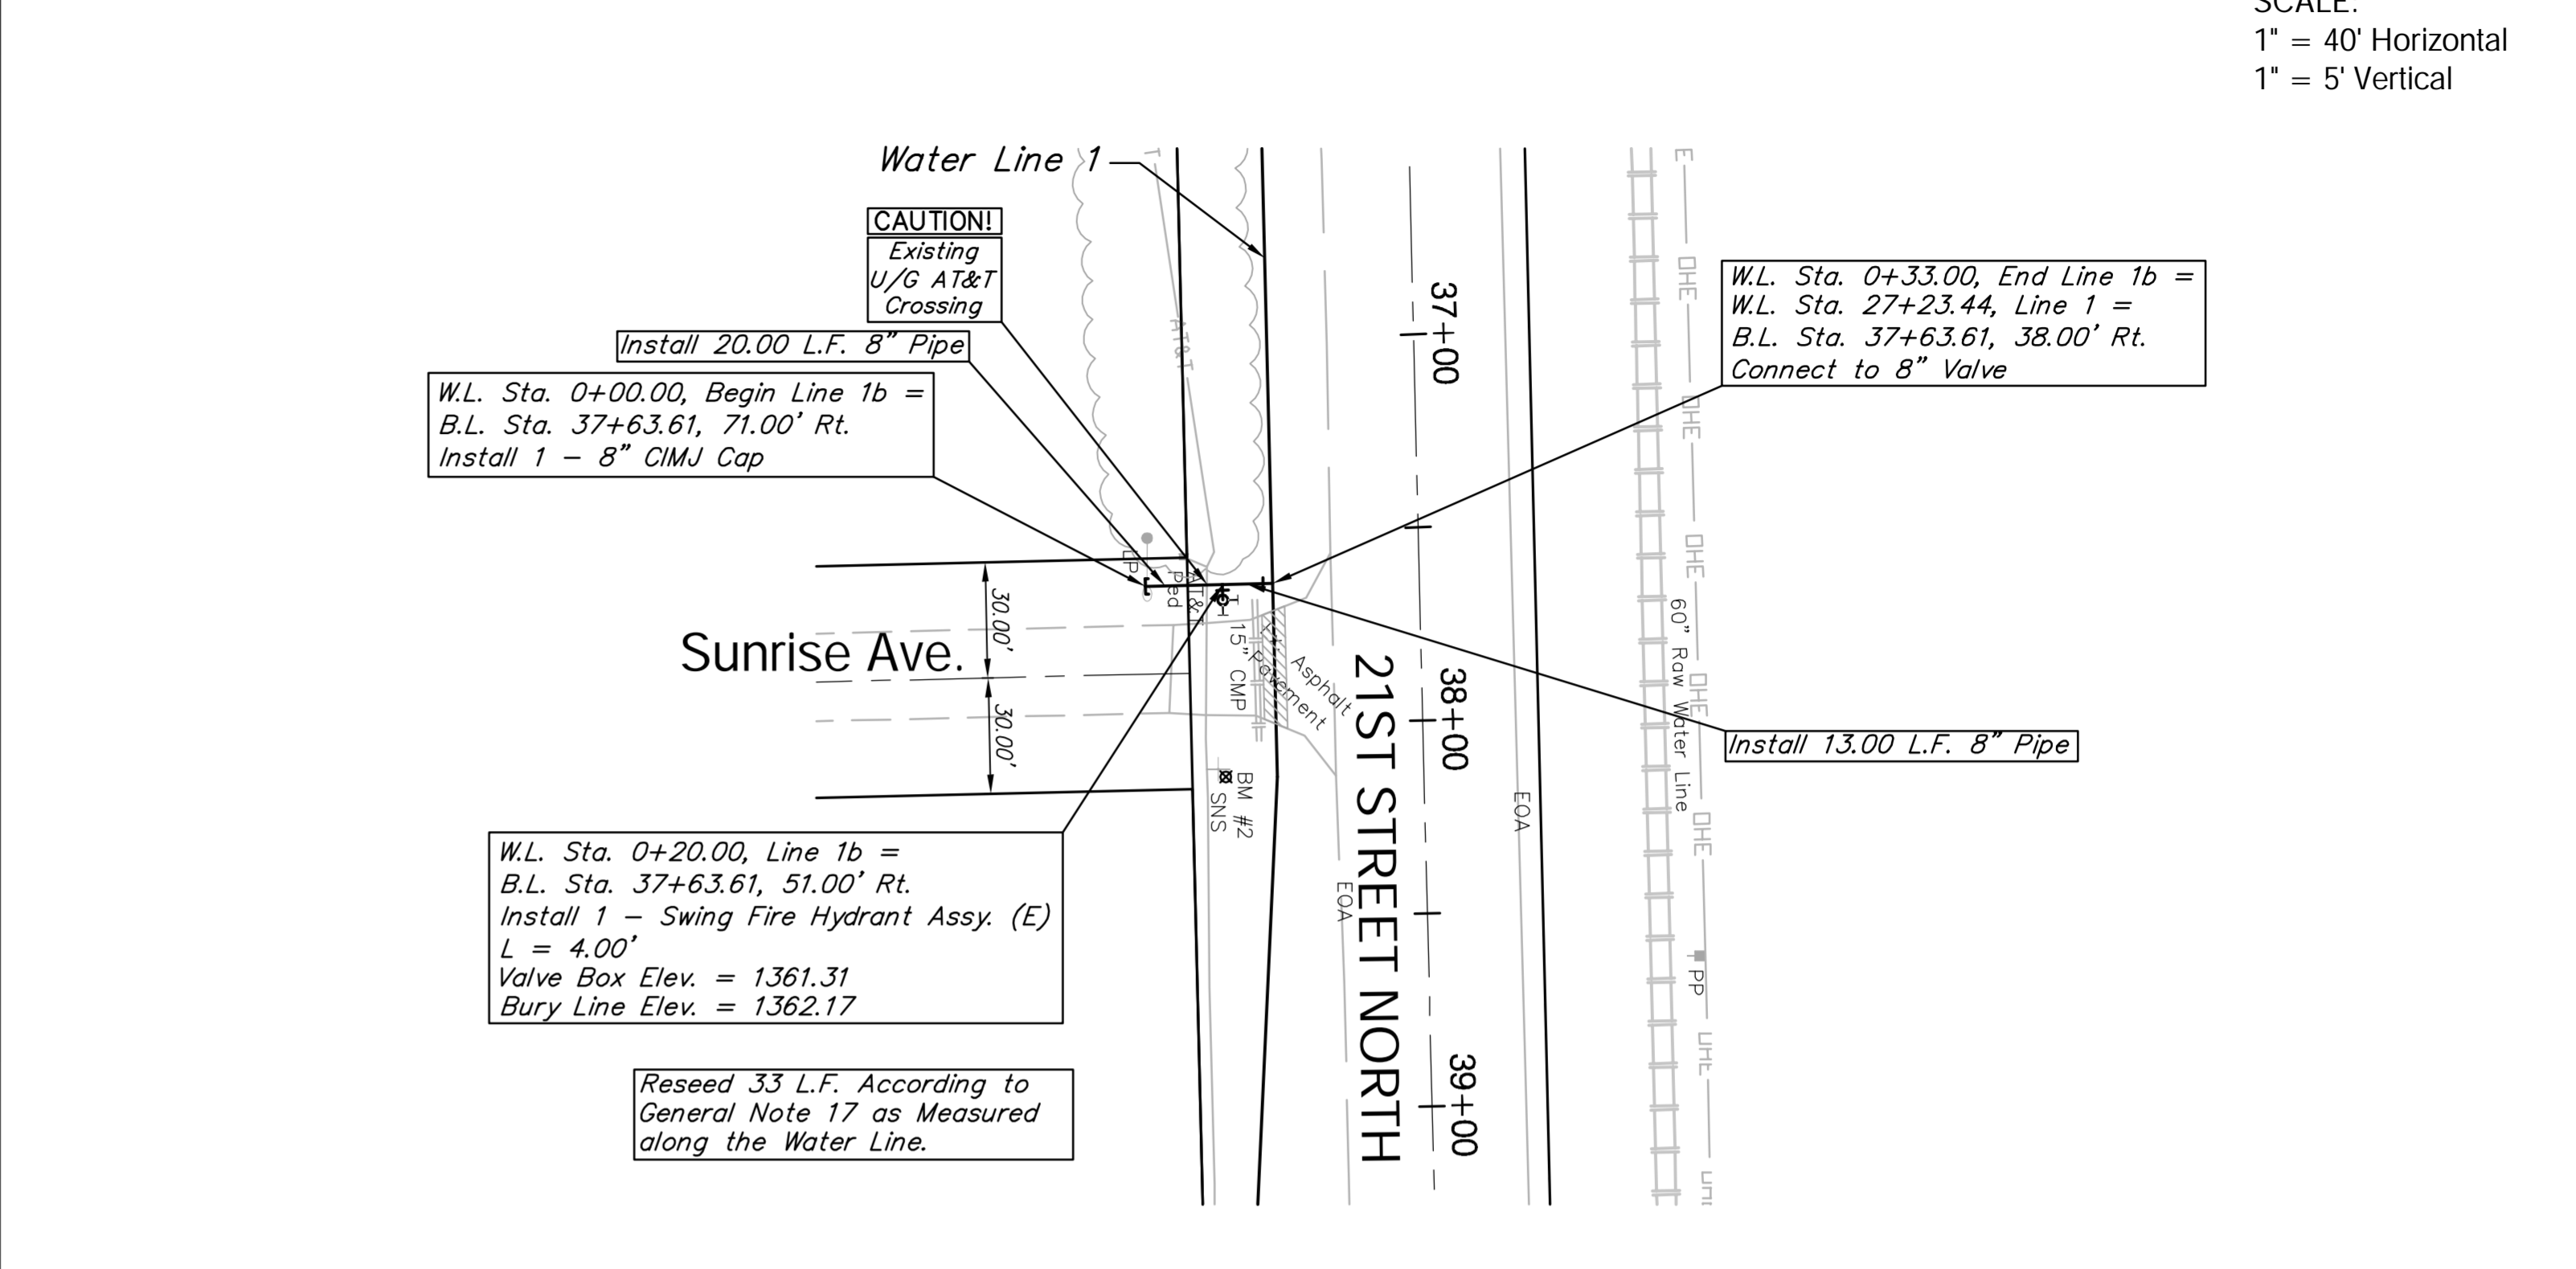 SCALE:
1" = 40' Horizontal
1" = 5' Vertical
Water Line 1
CAUTION!
Existing
U/G AT&T
Crossing
Install 20.00 L.F. 8" Pipe
W.L. Sta. 0+00.00, Begin Line 1b =
B.L. Sta. 37+63.61, 71.00' Rt.
Install 1 – 8" CIMJ Cap
W.L. Sta. 0+33.00, End Line 1b =
W.L. Sta. 27+23.44, Line 1 =
B.L. Sta. 37+63.61, 38.00' Rt.
Connect to 8" Valve
T
AT&T
37+00
E
OHE
OHE
OHE
OHE
OHE
LP
Ped
AT&T
30.00'
30.00'
Sunrise Ave.
15" CMP
Asphalt
Pavement
21ST STREET NORTH
38+00
60" Raw Water Line
Install 13.00 L.F. 8" Pipe
BM #2
SNS
EOA
EOA
PP
39+00
W.L. Sta. 0+20.00, Line 1b =
B.L. Sta. 37+63.61, 51.00' Rt.
Install 1 – Swing Fire Hydrant Assy. (E)
L = 4.00'
Valve Box Elev. = 1361.31
Bury Line Elev. = 1362.17
Reseed 33 L.F. According to
General Note 17 as Measured
along the Water Line.